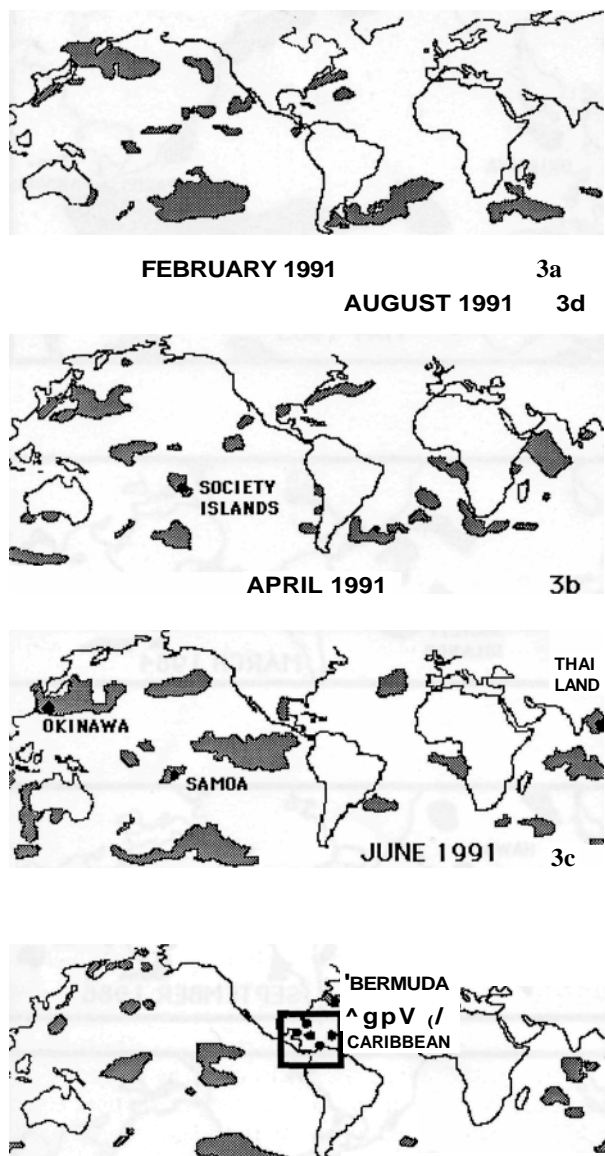 FEBRUARY 1991 3a
AUGUST 1991 3d
SOCIETY
ISLANDS
APRIL 1991 3b
THAI
LAND
OKINAWA
SAMOA
JUNE 1991 3c
'BERMUDA
^gpV (/
CARIBBEAN